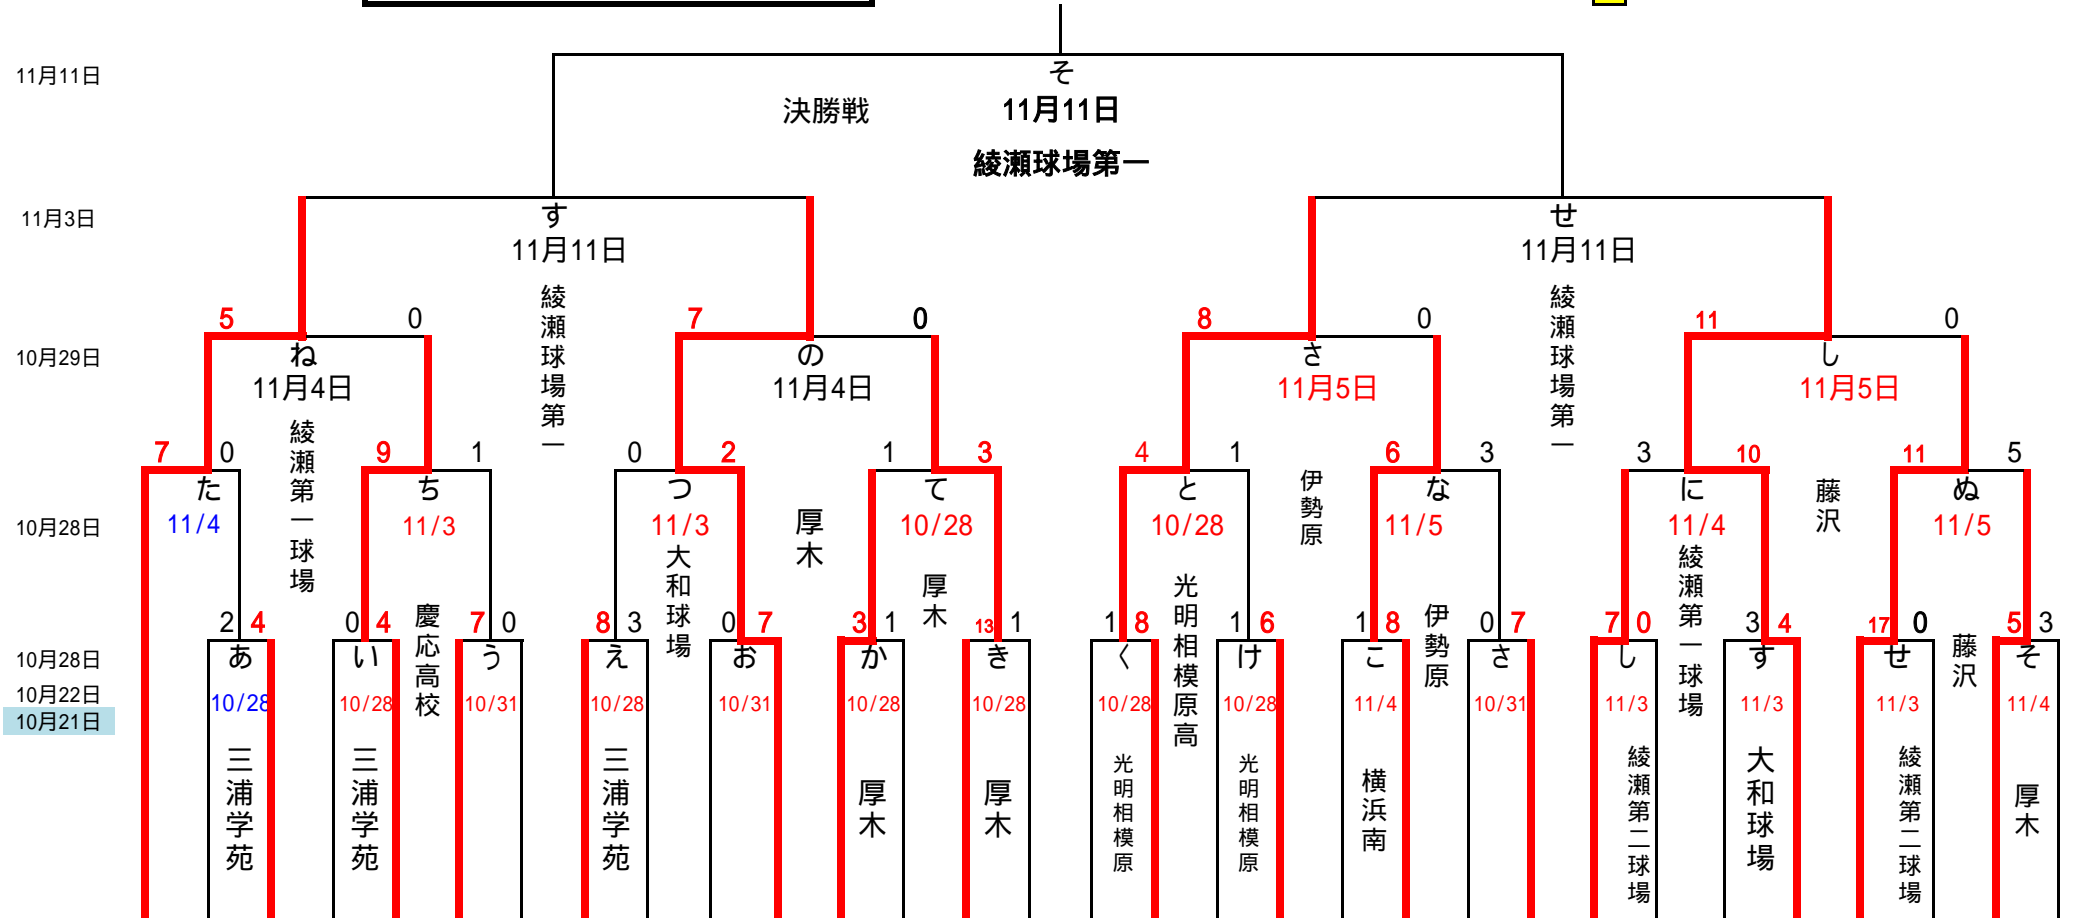 11月11日
そ
決勝戦
11月11日
綾瀬球場第一
11月3日
す
11月11日
綾瀬球場第一
せ
11月11日
綾瀬球場第一
5 0 7 0 8 0 11 0
10月29日
ね
11月4日
綾瀬第一球場
の
11月4日
厚木
さ
11月5日
伊勢原
し
11月5日
藤沢
7 0 9 1 0 2 1 3 4 1 6 3 3 10 11 5
10月28日
た
11/4
ち
11/3
慶応高校
つ
11/3
大和球場
て
10/28
厚木
と
10/28
光明相模原高
な
11/5
伊勢原
に
11/4
綾瀬第一球場
ぬ
11/5
藤沢
2 4 0 4 7 0 8 3 0 7 3 1 13 1 1 8 1 6 1 8 0 7 7 0 3 4 17 0 5 3
10月28日
10月22日
10月21日
あ
10/28
三浦学苑
い
10/28
三浦学苑
う
10/31
え
10/28
三浦学苑
お
10/31
か
10/28
厚木
き
10/28
厚木
く
10/28
光明相模原
け
10/28
光明相模原
こ
11/4
横浜南
さ
10/31
し
11/3
綾瀬第二球場
す
11/3
大和球場
せ
11/3
綾瀬第二球場
そ
11/4
厚木